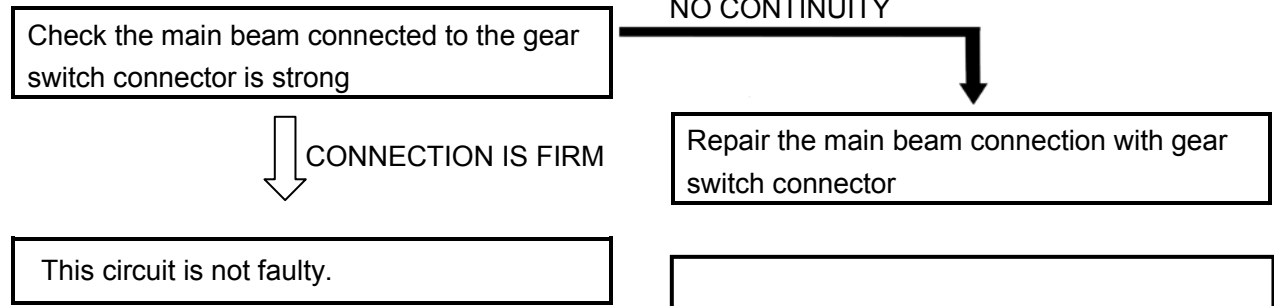 NO CONTINUITY
Check the main beam connected to the gear
switch connector is strong
CONNECTION IS FIRM
Repair the main beam connection with gear
switch connector
This circuit is not faulty.